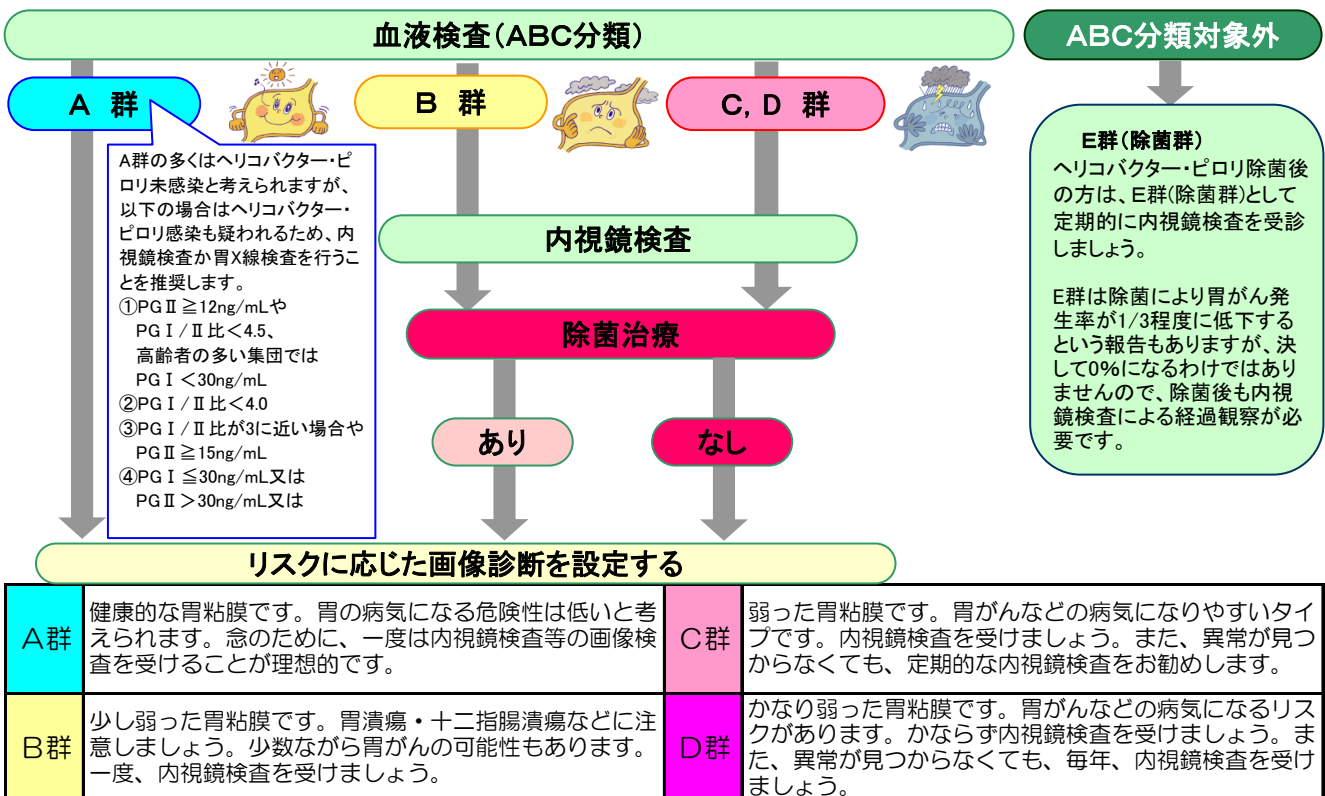 血液検査(ABC分類)
ABC分類対象外
A 群
B 群
C, D 群
A群の多くはヘリコバクター・ピ
ロリ未感染と考えられますが、
以下の場合はヘリコバクター・
ピロリ感染も疑われるため、内
視鏡検査か胃X線検査を行うこ
とを推奨します。
①PGⅡ≧12ng/mLや
PGⅠ/Ⅱ比<4.5、
高齢者の多い集団では
PGⅠ<30ng/mL
②PGⅠ/Ⅱ比<4.0
③PGⅠ/Ⅱ比が3に近い場合や
PGⅡ≧15ng/mL
④PGⅠ≦30ng/mL又は
PGⅡ>30ng/mL又は
内視鏡検査
除菌治療
あり
なし
E群(除菌群)
ヘリコバクター・ピロリ除菌後
の方は、E群(除菌群)として
定期的に内視鏡検査を受診
しましょう。
E群は除菌により胃がん発
生率が1/3程度に低下する
という報告もありますが、決
して0%になるわけではあり
ませんので、除菌後も内視
鏡検査による経過観察が必
要です。
リスクに応じた画像診断を設定する
A群
健康的な胃粘膜です。胃の病気になる危険性は低いと考
えられます。念のために、一度は内視鏡検査等の画像検
査を受けることが理想的です。
C群
弱った胃粘膜です。胃がんなどの病気になりやすいタイ
プです。内視鏡検査を受けましょう。また、異常が見つ
からなくても、定期的な内視鏡検査をお勧めします。
B群
少し弱った胃粘膜です。胃潰瘍・十二指腸潰瘍などに注
意しましょう。少数ながら胃がんの可能性もあります。
一度、内視鏡検査を受けましょう。
D群
かなり弱った胃粘膜です。胃がんなどの病気になるリス
クがあります。かならず内視鏡検査を受けましょう。ま
た、異常が見つからなくても、毎年、内視鏡検査を受け
ましょう。